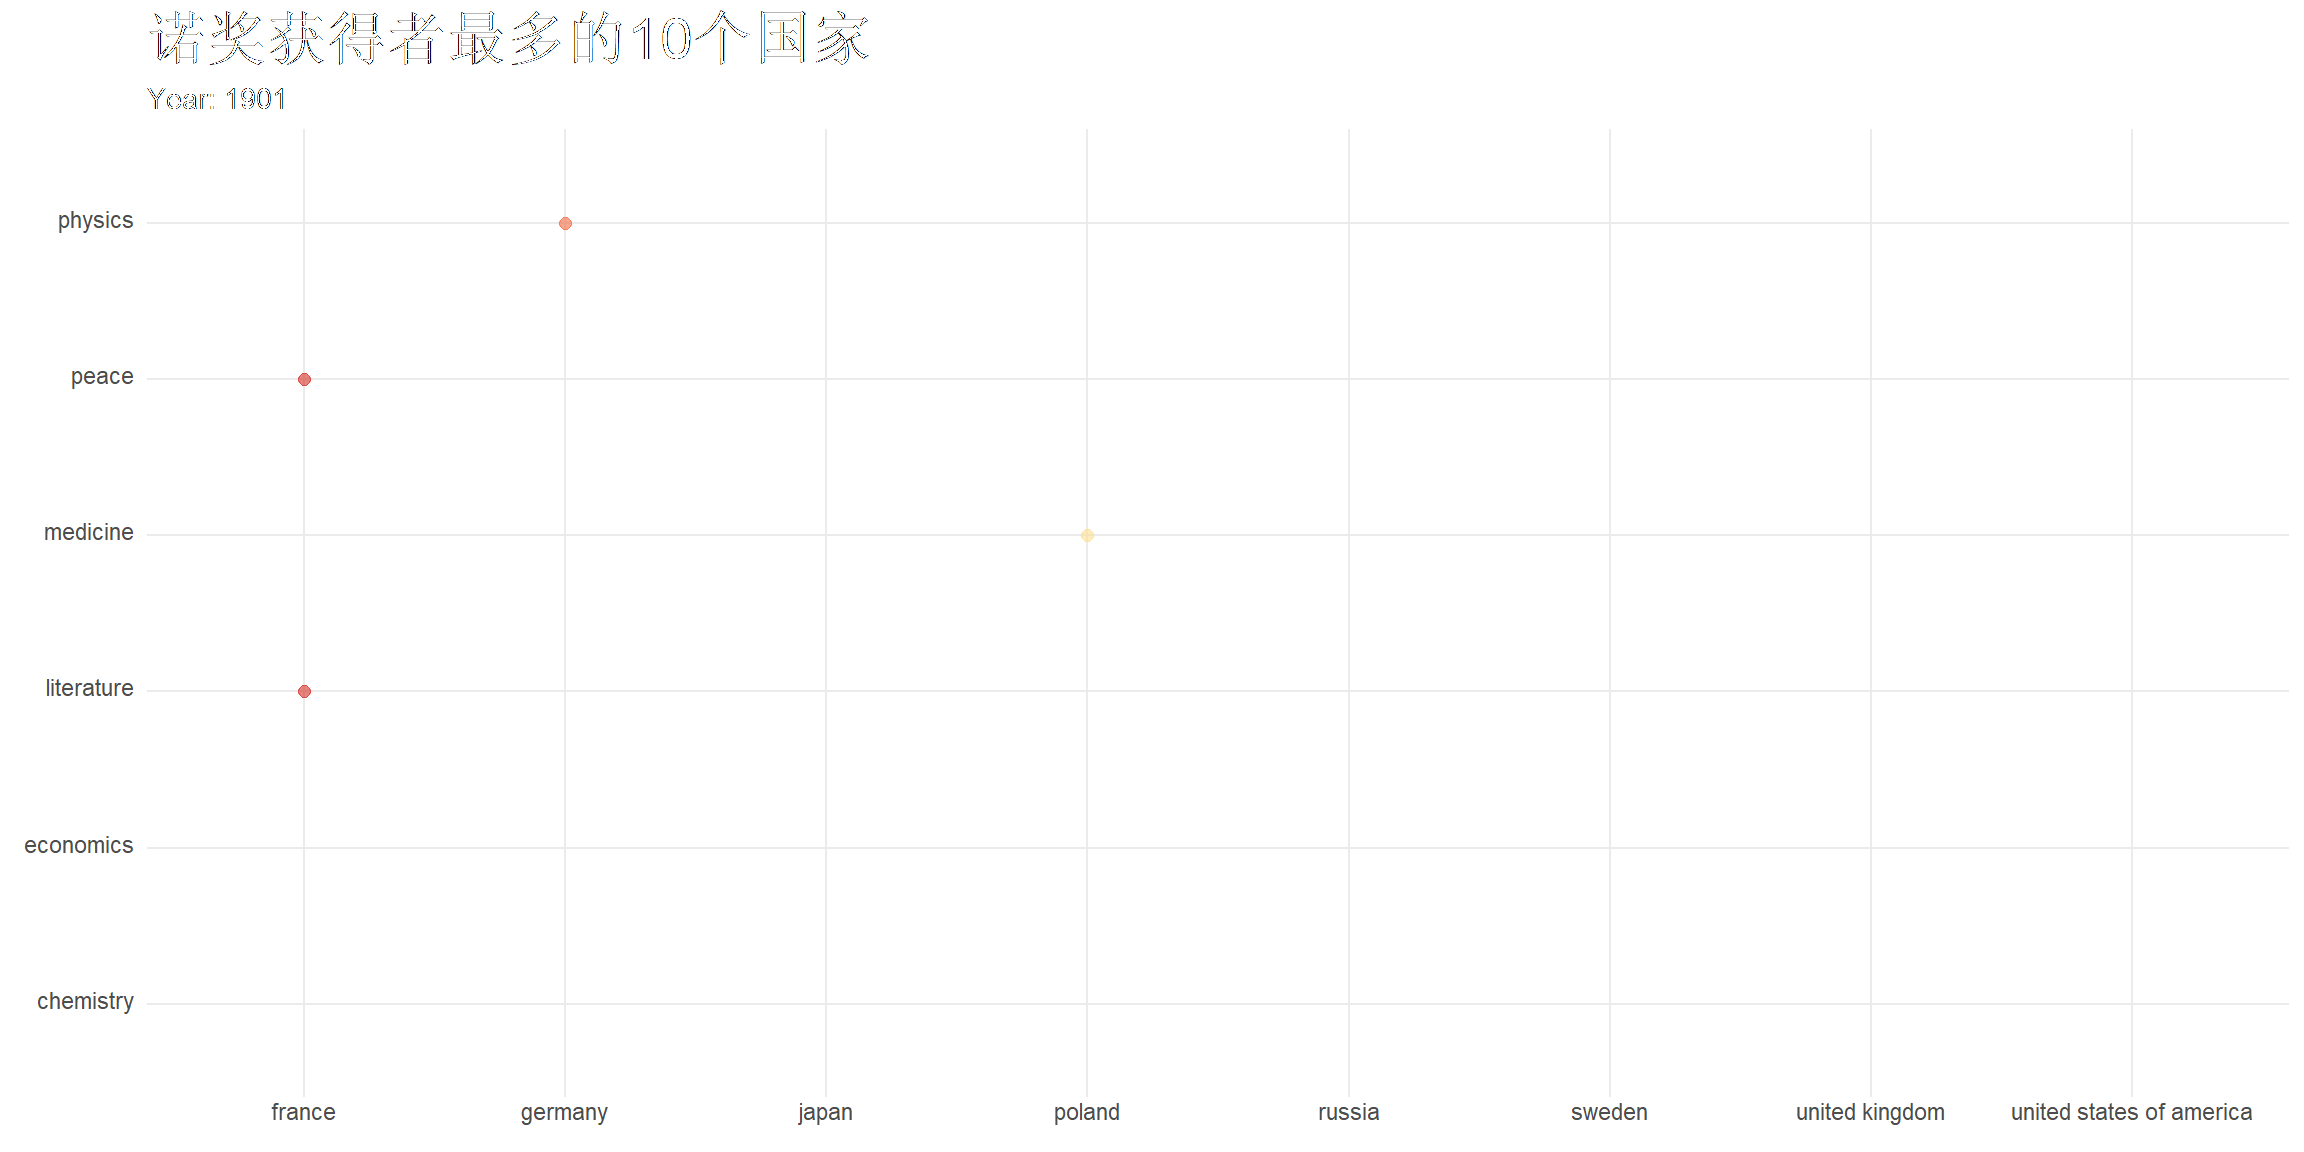 诺奖获得者最多的10个国家
Year: 1901
physics
peace
medicine
literature
economics
chemistry
france germany japan poland russia sweden united kingdom united states of america